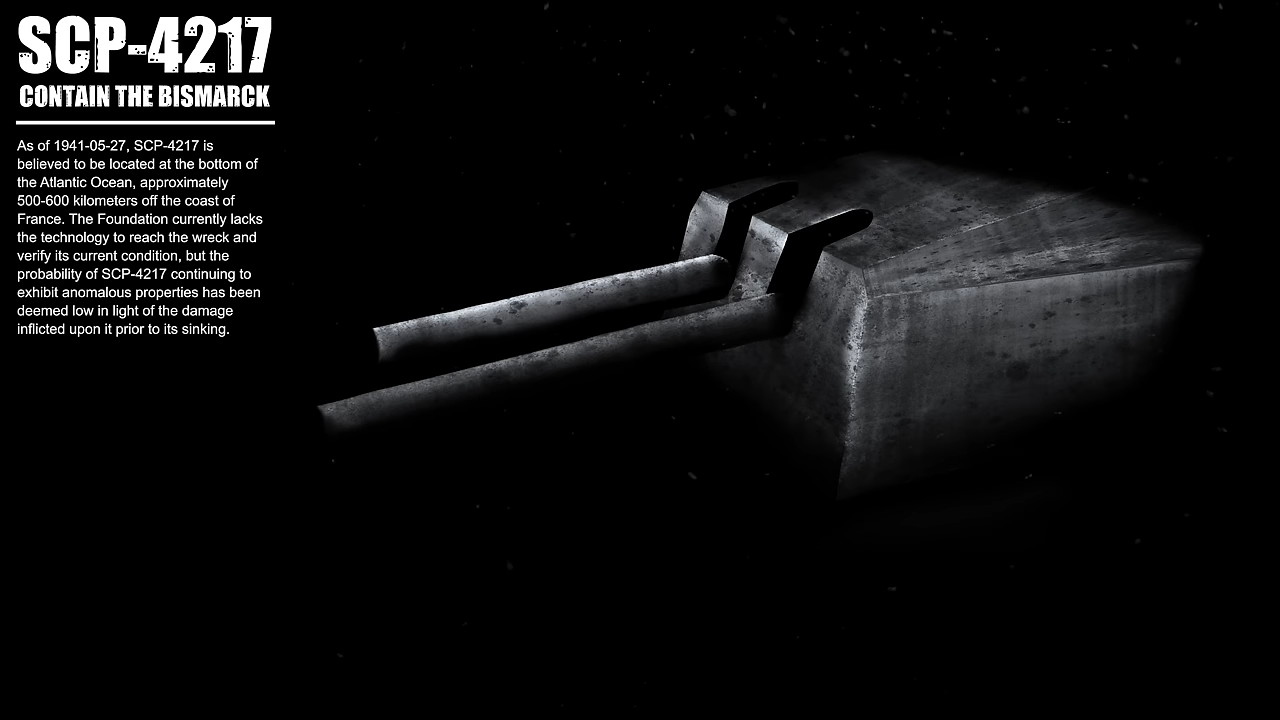 SCP-4217
CONTAIN THE BISMARCK
As of 1941-05-27, SCP-4217 is
believed to be located at the bottom of
the Atlantic Ocean, approximately
500-600 kilometers off the coast of
France. The Foundation currently lacks
the technology to reach the wreck and
verify its current condition, but the
probability of SCP-4217 continuing to
exhibit anomalous properties has been
deemed low in light of the damage
inflicted upon it prior to its sinking.